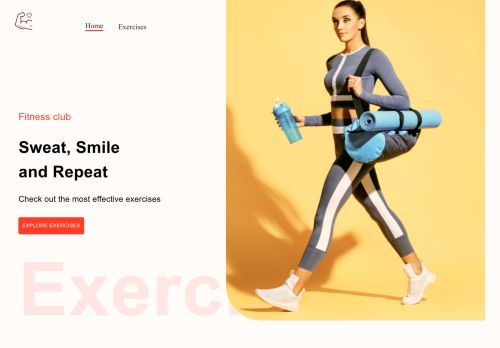 Home
Exercises
Fitness club
Sweat, Smile
and Repeat
Check out the most effective exercises
EXPLORE EXERCISES
Exerci